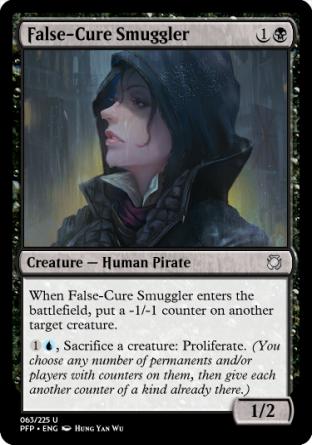 False-Cure Smuggler 1
Creature — Human Pirate
When False-Cure Smuggler enters the
battlefield, put a -1/-1 counter on another
target creature.
1, Sacrifice a creature: Proliferate. (You
choose any number of permanents and/or
players with counters on them, then give each
another counter of a kind already there.)
1/2
063/225 U
PFP • ENG Hung Yan Wu